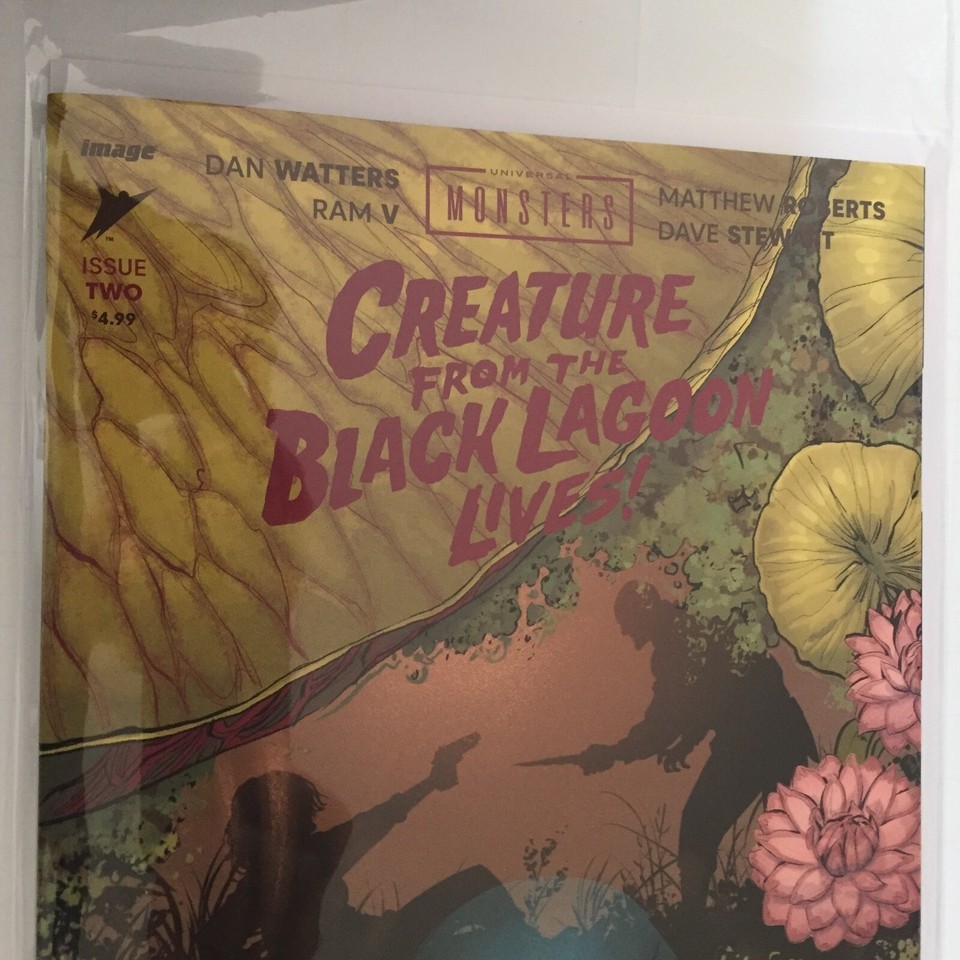 image
DAN WATTERS
RAM V
UNIVERSAL
MONSTERS
MATTHEW ROBERTS
DAVE STEWART
™
ISSUE
TWO
$4.99
CREATURE
FROM THE
BLACK LAGOON
LIVES!